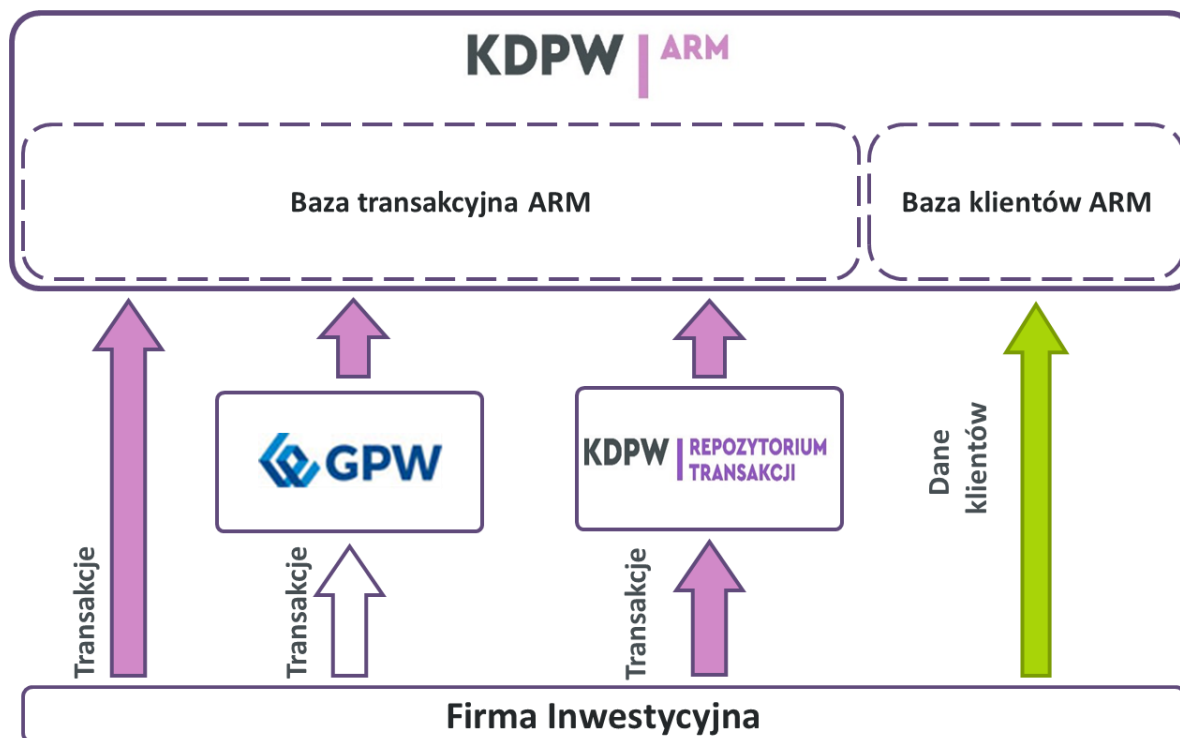 KDPW ARM
Baza transakcyjna ARM
Baza klientów ARM
GPW
KDPW REPOZYTORIUM
TRANSAKCJI
Transakcje
Transakcje
Transakcje
Dane
klientów
Firma Inwestycyjna